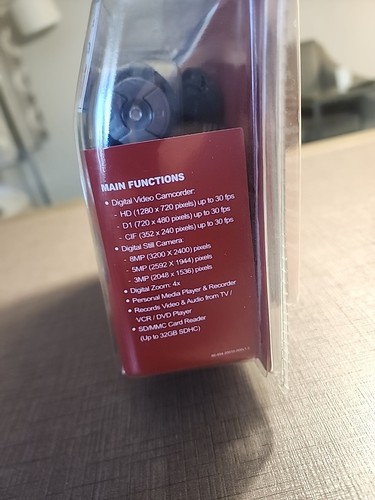 MAIN FUNCTIONS
• Digital Video Camcorder:
- HD (1280 x 720 pixels) up to 30 fps
- D1 (720 x 480 pixels) up to 30 fps
- CIF (352 x 240 pixels) up to 30 fps
• Digital Still Camera:
- 8MP (3200 X 2400) pixels
- 5MP (2592 X 1944) pixels
- 3MP (2048 x 1536) pixels
• Digital Zoom: 4x
• Personal Media Player & Recorder
• Records Video & Audio from TV /
VCR / DVD Player
• SD/MMC Card Reader
(Up to 32GB SDHC)